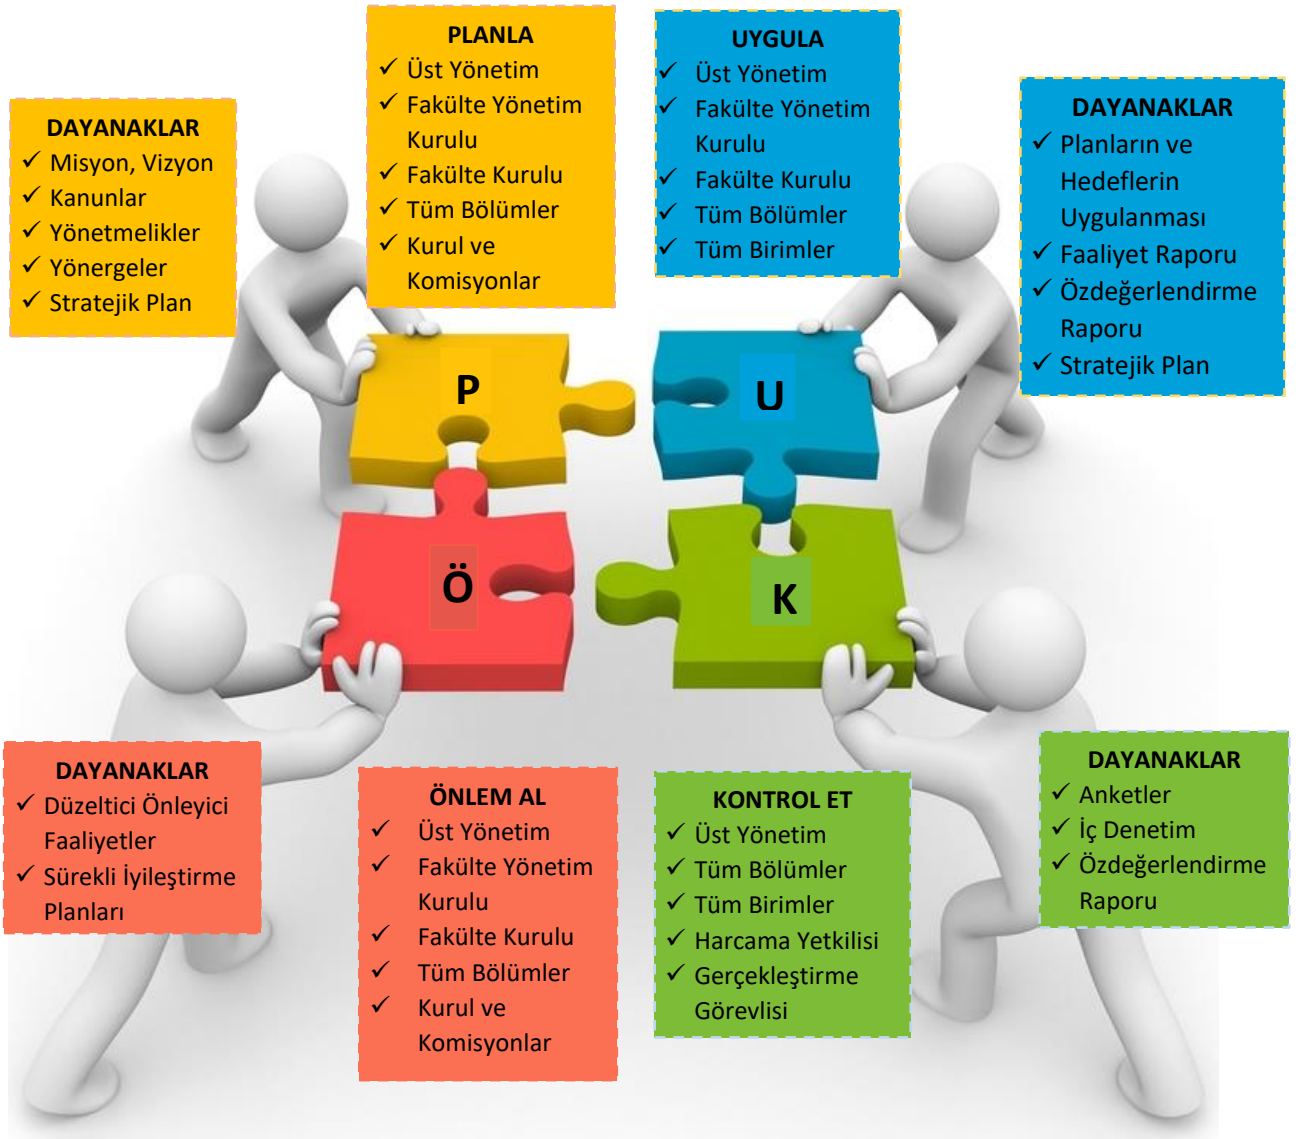 PLANLA
✓ Üst Yönetim
✓ Fakülte Yönetim
Kurulu
✓ Fakülte Kurulu
✓ Tüm Bölümler
✓ Kurul ve
Komisyonlar
UYGULA
✓ Üst Yönetim
✓ Fakülte Yönetim
Kurulu
✓ Fakülte Kurulu
✓ Tüm Bölümler
✓ Tüm Birimler
DAYANAKLAR
✓ Misyon, Vizyon
✓ Kanunlar
✓ Yönetmelikler
✓ Yönergeler
✓ Stratejik Plan
DAYANAKLAR
✓ Planların ve
Hedeflerin
Uygulanması
✓ Faaliyet Raporu
✓ Özdeğerlendirme
Raporu
✓ Stratejik Plan
P
U
Ö
K
DAYANAKLAR
✓ Düzeltici Önleyici
Faaliyetler
✓ Sürekli İyileştirme
Planları
ÖNLEM AL
✓ Üst Yönetim
✓ Fakülte Yönetim
Kurulu
✓ Fakülte Kurulu
✓ Tüm Bölümler
✓ Kurul ve
Komisyonlar
KONTROL ET
✓ Üst Yönetim
✓ Tüm Bölümler
✓ Tüm Birimler
✓ Harcama Yetkilisi
✓ Gerçekleştirme
Görevlisi
DAYANAKLAR
✓ Anketler
✓ İç Denetim
✓ Özdeğerlendirme
Raporu